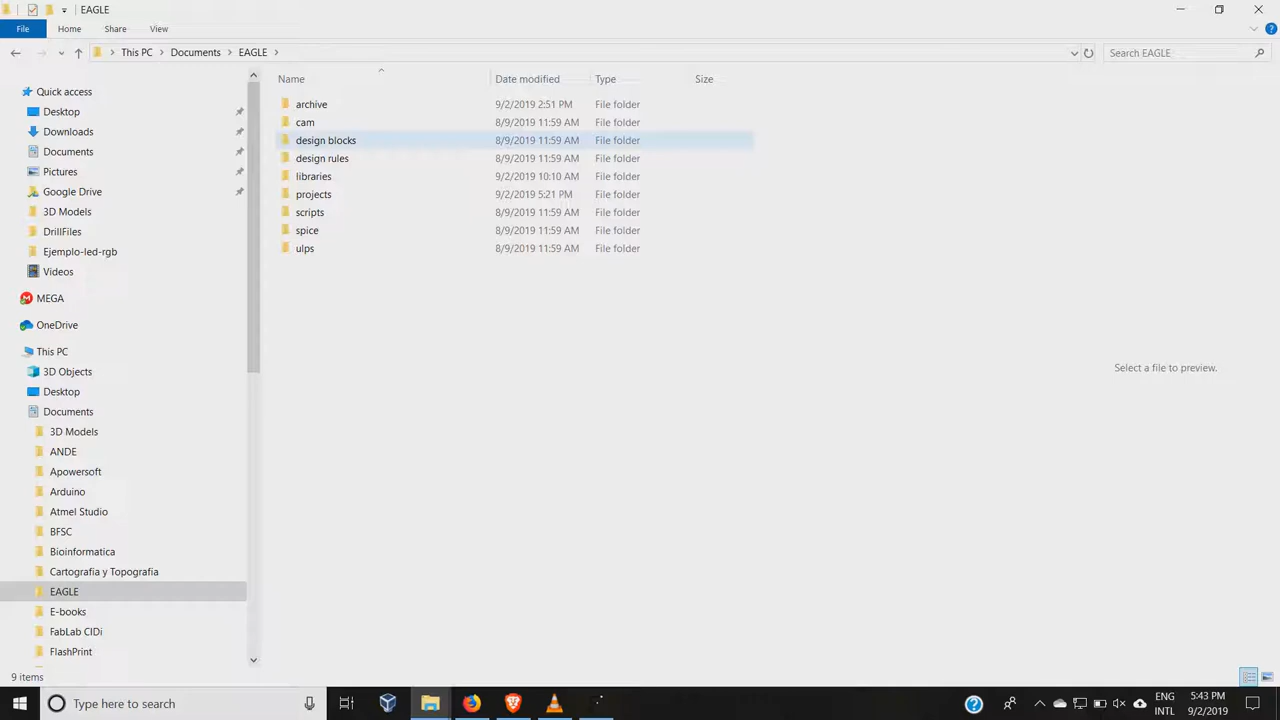 EAGLE
File Home Share View
This PC Documents EAGLE Search EAGLE
Name Date modified Type Size
Quick access
Desktop
Downloads
Documents
Pictures
Google Drive
3D Models
DrillFiles
Ejemplo-led-rgb
Videos
MEGA
OneDrive
This PC
3D Objects
Desktop
Documents
3D Models
ANDE
Apowersoft
Arduino
Atmel Studio
BFSC
Bioinformatica
Cartografia y Topografia
EAGLE
E-books
FabLab CIDi
FlashPrint
archive 9/2/2019 2:51 PM File folder
cam 8/9/2019 11:59 AM File folder
design blocks 8/9/2019 11:59 AM File folder
design rules 8/9/2019 11:59 AM File folder
libraries 9/2/2019 10:10 AM File folder
projects 9/2/2019 5:21 PM File folder
scripts 8/9/2019 11:59 AM File folder
spice 8/9/2019 11:59 AM File folder
ulps 8/9/2019 11:59 AM File folder
Select a file to preview.
9 items
Type here to search
ENG
INTL
5:43 PM
9/2/2019